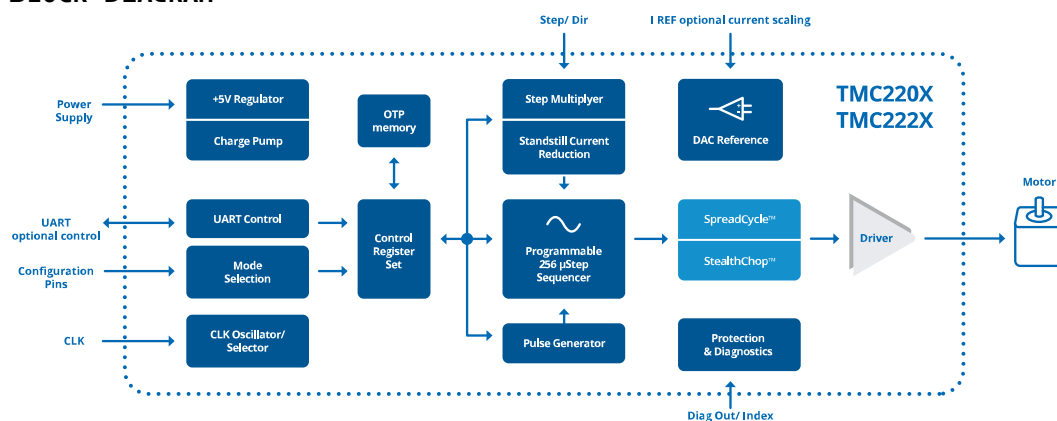 BLOCK DIAGRAM
Step/ Dir
I REF optional current scaling
Power
Supply
+5V Regulator
Charge Pump
OTP
memory
Step Multiplyer
Standstill Current
Reduction
DAC Reference
TMC220X
TMC222X
Motor
UART
optional control
UART Control
Configuration
Pins
Mode
Selection
Control
Register
Set
Programmable
256 µStep
Sequencer
SpreadCycle™
StealthChop™
Driver
CLK
CLK Oscillator/
Selector
Pulse Generator
Protection
& Diagnostics
Diag Out/ Index